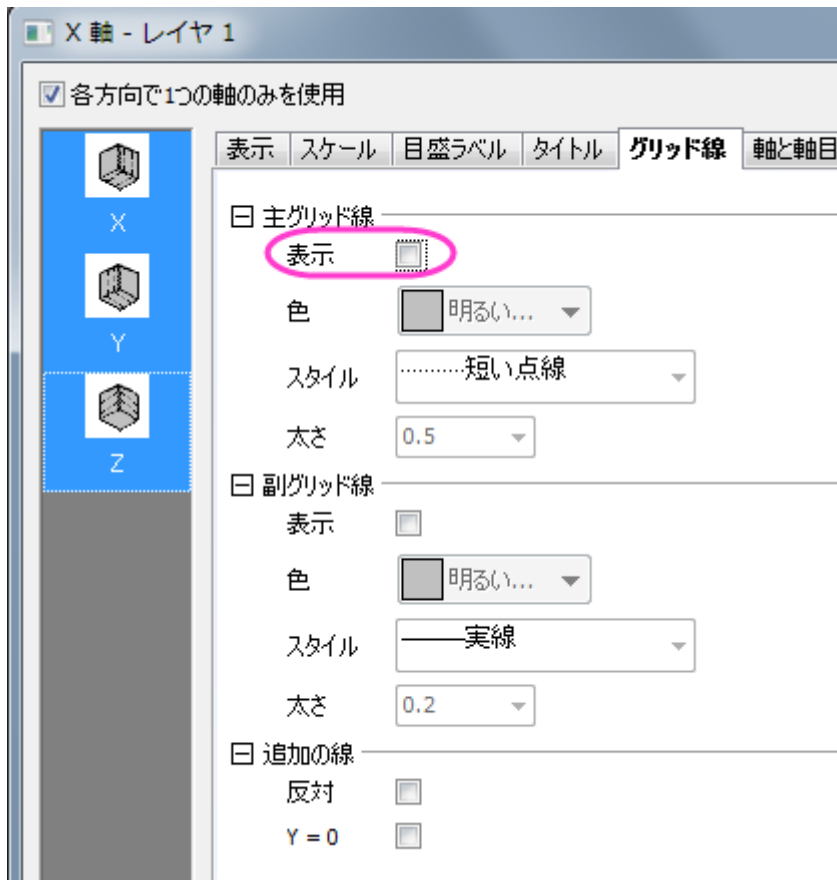 X 軸 - レイヤ 1
各方向で1つの軸のみを使用
表示 スケール 目盛ラベル タイトル グリッド線 軸と軸目
X
Y
Z
主グリッド線
表示
色 明るい...
スタイル 短い点線
太さ 0.5
副グリッド線
表示
色 明るい...
スタイル 実線
太さ 0.2
追加の線
反対
Y = 0